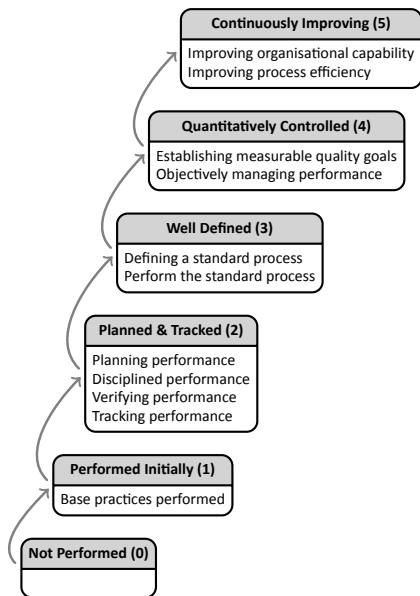 Continuously Improving (5)
Improving organisational capability
Improving process efficiency
Quantitatively Controlled (4)
Establishing measurable quality goals
Objectively managing performance
Well Defined (3)
Defining a standard process
Perform the standard process
Planned & Tracked (2)
Planning performance
Disciplined performance
Verifying performance
Tracking performance
Performed Initially (1)
Base practices performed
Not Performed (0)